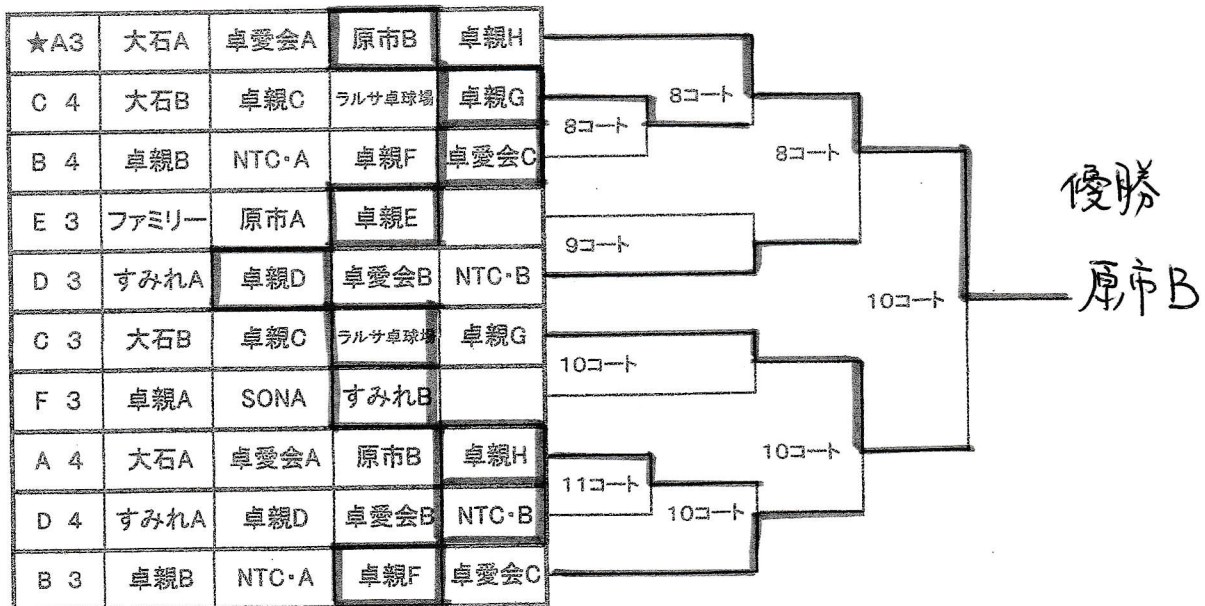 ★A3 大石A 卓愛会A 原市B 卓親H
C 4 大石B 卓親C ラルサ卓球場 卓親G
B 4 卓親B NTC・A 卓親F 卓愛会C
E 3 ファミリー 原市A 卓親E
D 3 すみれA 卓親D 卓愛会B NTC・B
C 3 大石B 卓親C ラルサ卓球場 卓親G
F 3 卓親A SONA すみれB
A 4 大石A 卓愛会A 原市B 卓親H
D 4 すみれA 卓親D 卓愛会B NTC・B
B 3 卓親B NTC・A 卓親F 卓愛会C
8コート
8コート
8コート
9コート
10コート
10コート
10コート
11コート
10コート
優勝
原市B